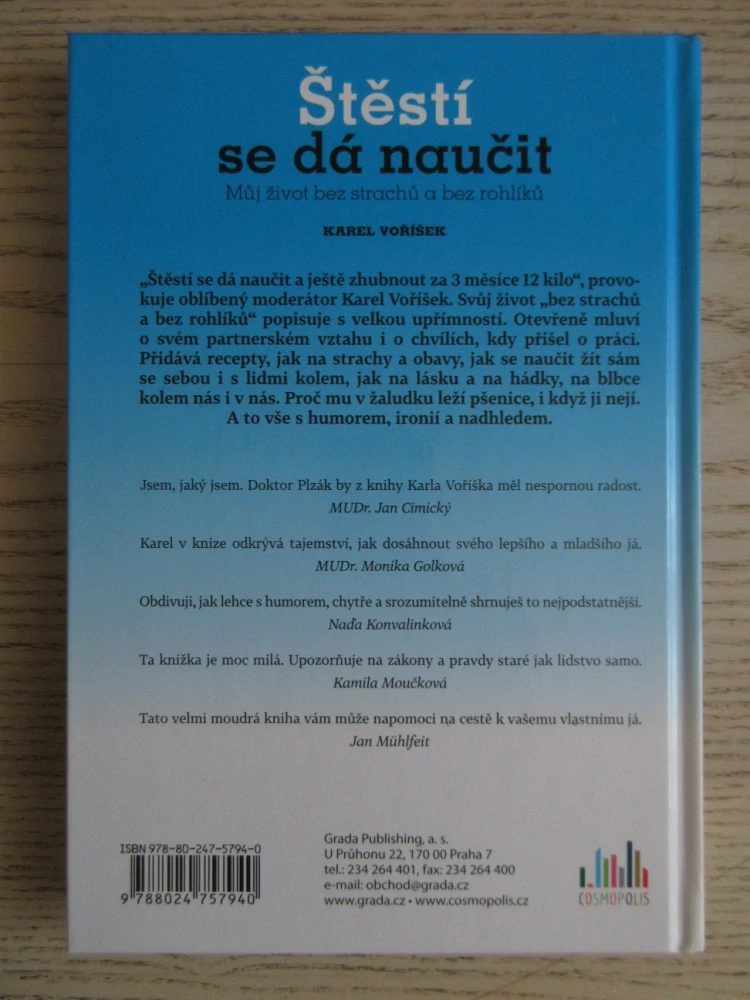 Štěstí
se dá naučit
Můj život bez strachů a bez rohlíků
KAREL VOŘÍŠEK
„Štěstí se dá naučit a ještě zhubnout za 3 měsíce 12 kilo“, provo-
kuje oblíbený moderátor Karel Voříšek. Svůj život „bez strachů
a bez rohlíků“ popisuje s velkou upřímností. Otevřeně mluví
o svém partnerském vztahu i o chvílích, kdy přišel o práci.
Přidává recepty, jak na strachy a obavy, jak se naučit žít sám
se sebou i s lidmi kolem, jak na lásku a na hádky, na blbce
kolem nás i v nás. Proč mu v žaludku leží pšenice, i když ji nejí.
A to vše s humorem, ironií a nadhledem.
Jsem, jaký jsem. Doktor Plzák by z knihy Karla Voříška měl nespornou radost.
MUDr. Jan Cimický
Karel v knize odkrývá tajemství, jak dosáhnout svého lepšího a mladšího já.
MUDr. Monika Golková
Obdivuji, jak lehce s humorem, chytře a srozumitelně shrnuješ to nejpodstatnější.
Naďa Konvalinková
Ta knížka je moc milá. Upozorňuje na zákony a pravdy staré jak lidstvo samo.
Kamila Moučková
Tato velmi moudrá kniha vám může napomoci na cestě k vašemu vlastnímu já.
Jan Mühlfeit
ISBN 978-80-247-5794-0
9 788024 757940
Grada Publishing, a. s.
U Průhonu 22, 170 00 Praha 7
tel.: 234 264 401, fax: 234 264 400
e-mail: obchod@grada.cz
www.grada.cz • www.cosmopolis.cz
COSMOPOLIS